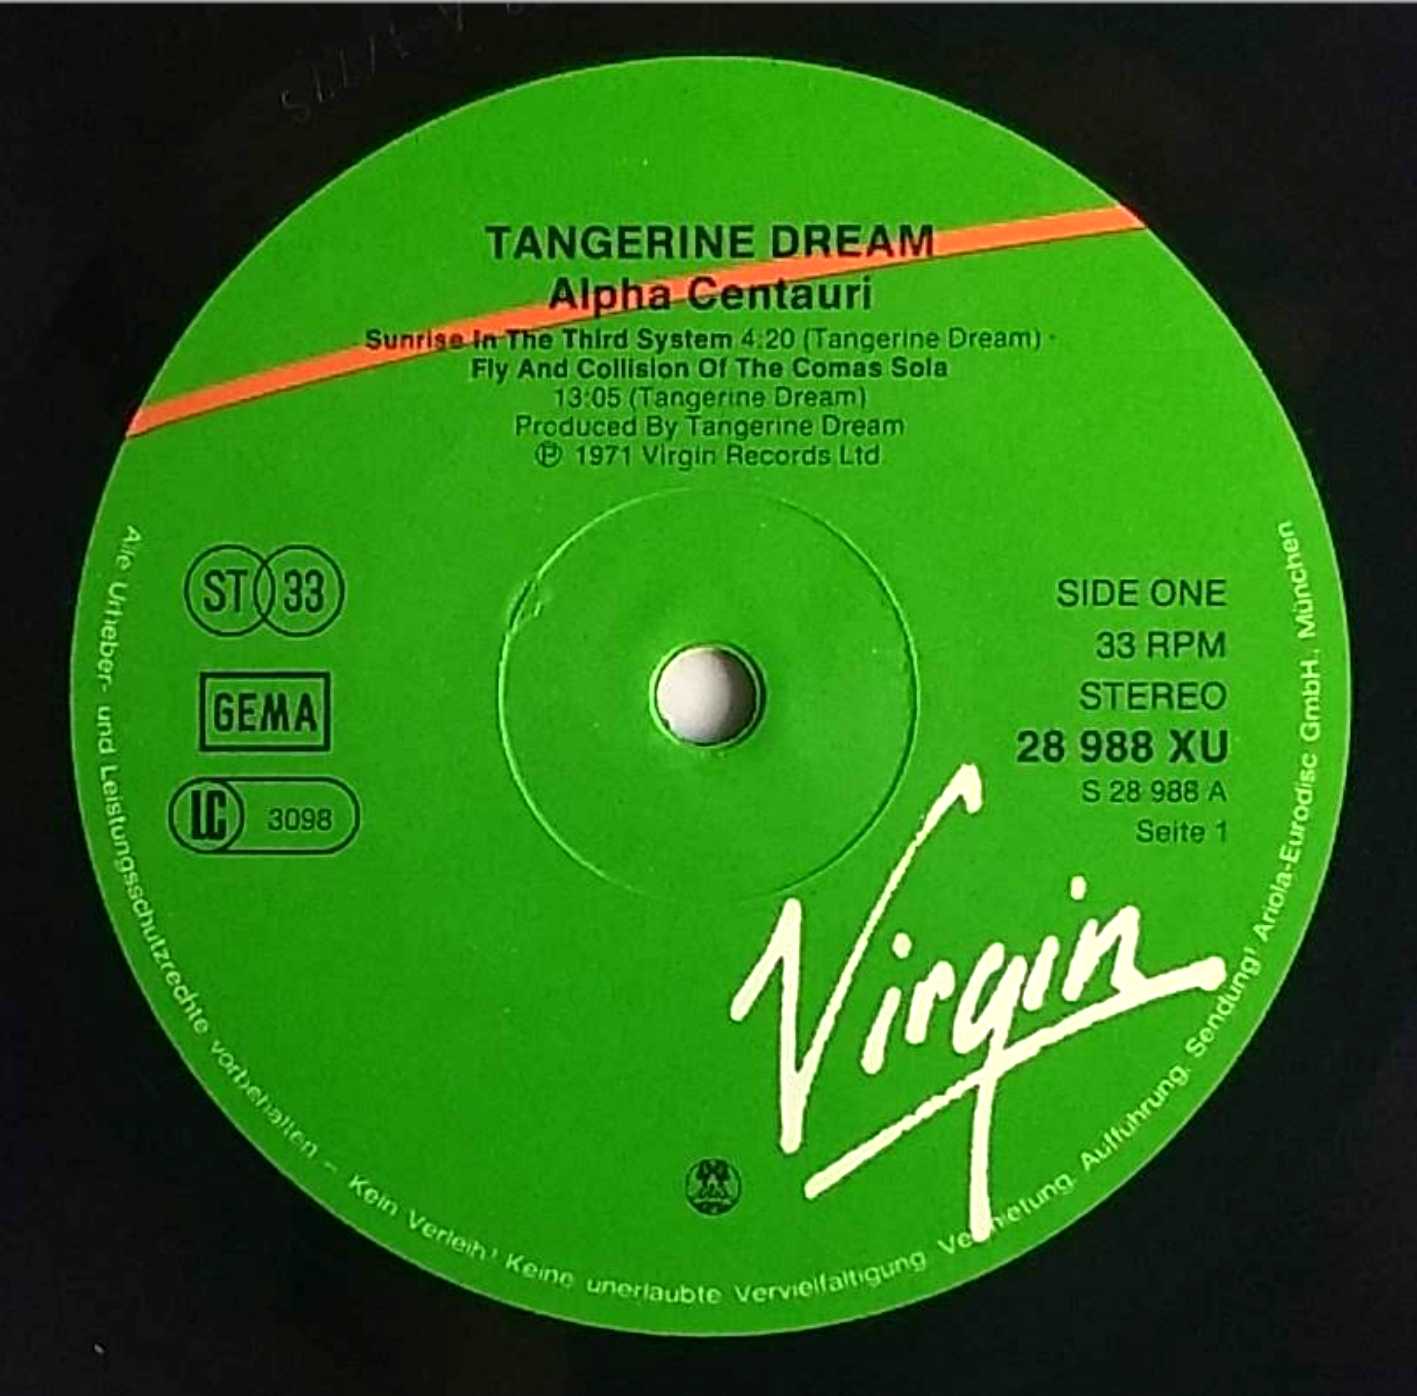 TANGERINE DREAM
Alpha Centauri
Sunrise In The Third System 4:20 (Tangerine Dream) ·
Fly And Collision Of The Comas Sola
13:05 (Tangerine Dream)
Produced By Tangerine Dream
℗ 1971 Virgin Records Ltd
ST 33
GEMA
LC 3098
SIDE ONE
33 RPM
STEREO
28 988 XU
S 28 988 A
Seite 1
Virgin
Alle Urheber- und Leistungsschutzrechte vorbehalten – Kein Verleih! Keine unerlaubte Vervielfältigung, Vermietung, Aufführung, Sendung! Ariola-Eurodisc GmbH., München